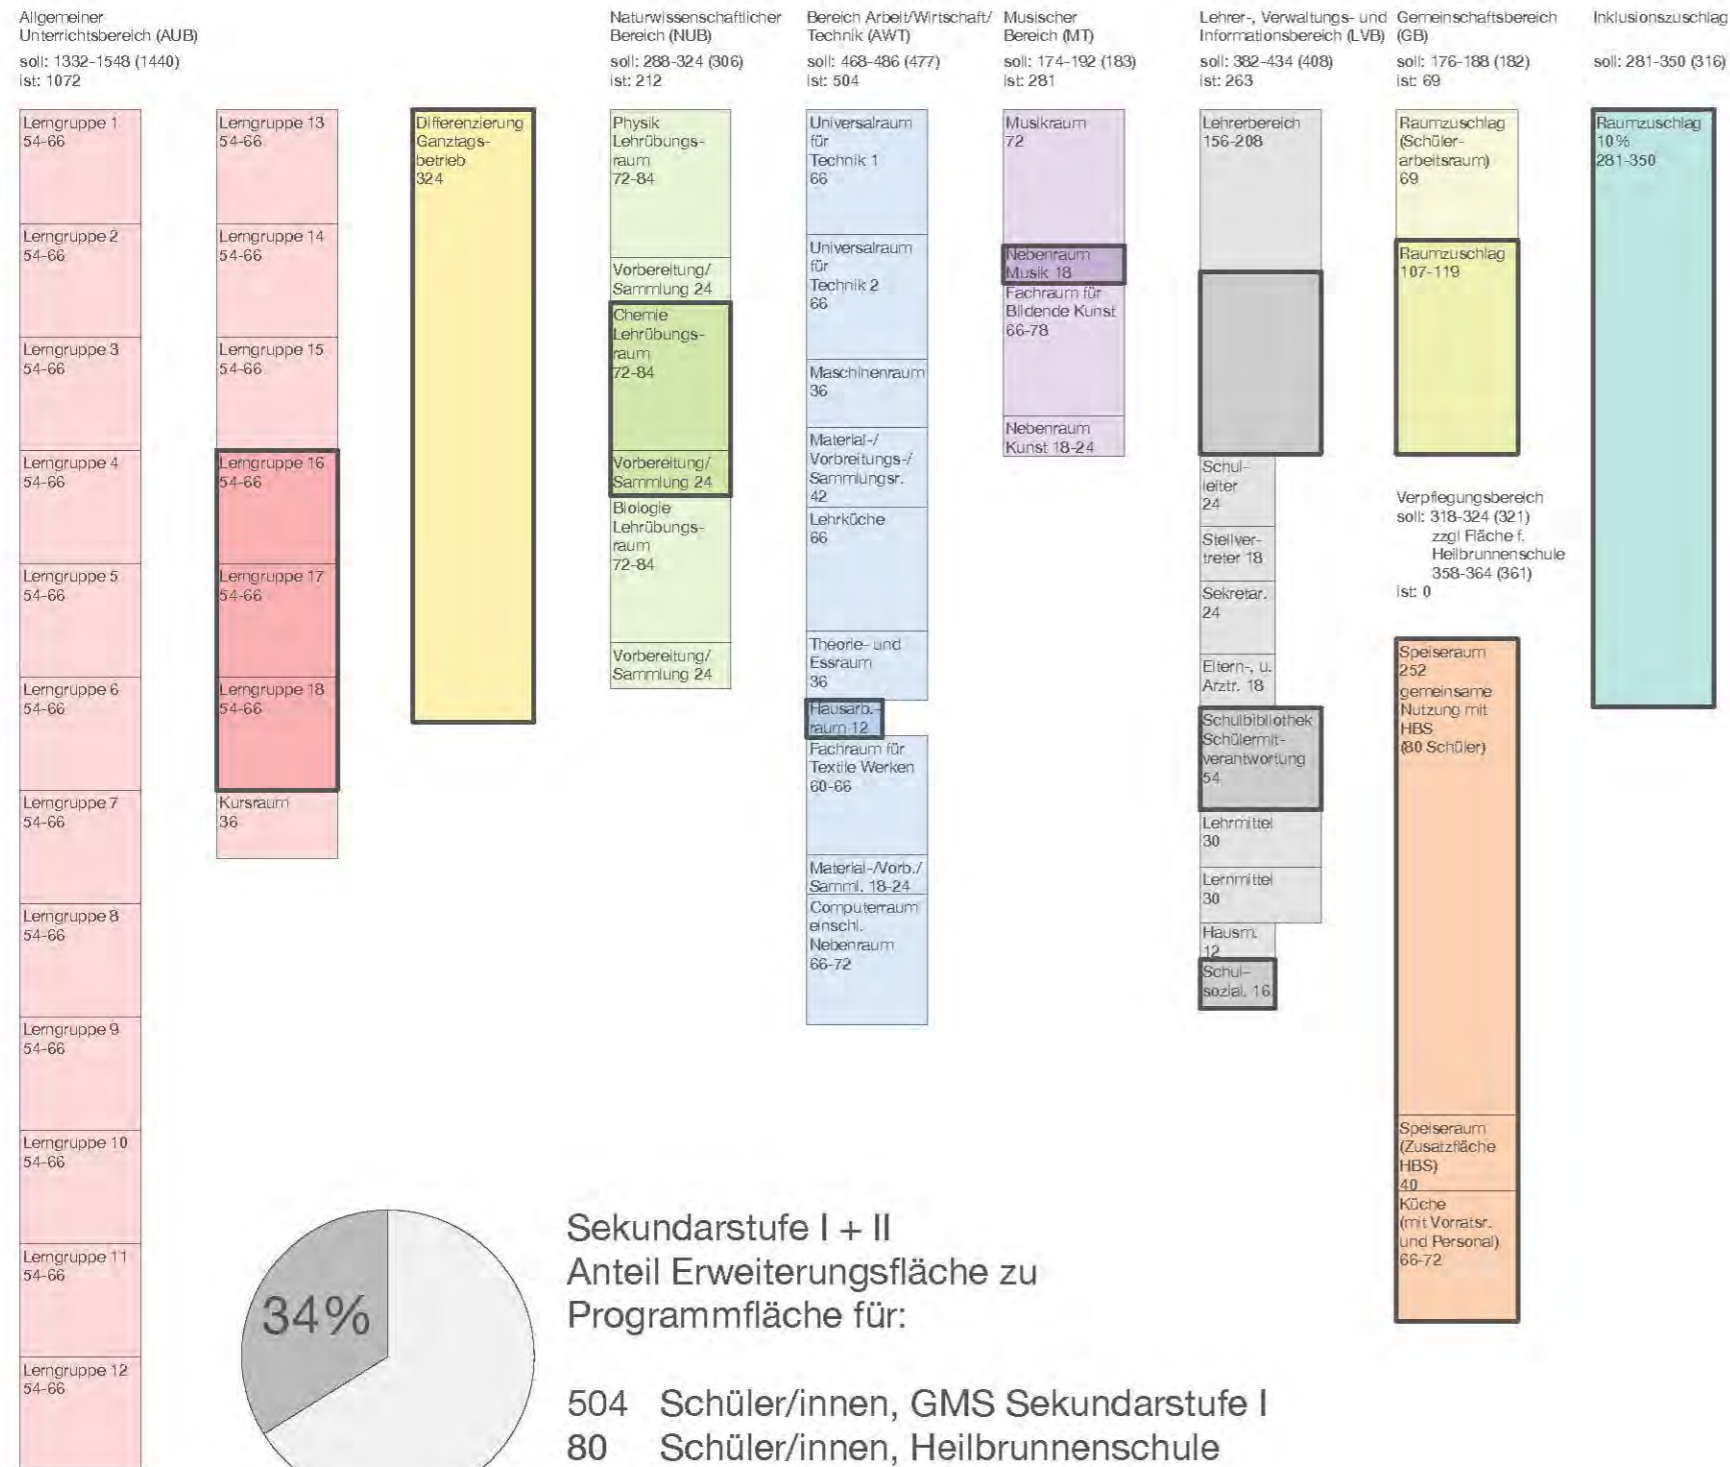 Allgemeiner
Unterrichtsbereich (AUB)
soll: 1332-1548 (1440)
ist: 1072
Lerngruppe 1
54-66
Lerngruppe 2
54-66
Lerngruppe 3
54-66
Lerngruppe 4
54-66
Lerngruppe 5
54-66
Lerngruppe 6
54-66
Lerngruppe 7
54-66
Lerngruppe 8
54-66
Lerngruppe 9
54-66
Lerngruppe 10
54-66
Lerngruppe 11
54-66
Lerngruppe 12
54-66
Lerngruppe 13
54-66
Lerngruppe 14
54-66
Lerngruppe 15
54-66
Lerngruppe 16
54-66
Lerngruppe 17
54-66
Lerngruppe 18
54-66
Kursraum
36
Differenzierung
Ganztags-
betrieb
324
Naturwissenschaftlicher
Bereich (NUB)
soll: 288-324 (306)
ist: 212
Physik
Lehrübungs-
raum
72-84
Vorbereitung/
Sammlung 24
Chemie
Lehrübungs-
raum
72-84
Vorbereitung/
Sammlung 24
Biologie
Lehrübungs-
raum
72-84
Vorbereitung/
Sammlung 24
Bereich Arbeit/Wirtschaft/
Technik (AWT)
soll: 468-486 (477)
ist: 504
Universalraum
für
Technik 1
66
Universalraum
für
Technik 2
66
Maschinenraum
36
Material-/
Vorbreitungs-/
Sammlungsr.
42
Lehrküche
66
Theorie- und
Essraum
36
Hausarb.-
raum 12
Fachraum für
Textile Werken
60-66
Material-/Vorb./
Samml. 18-24
Computerraum
einschl.
Nebenraum
66-72
Musischer
Bereich (MT)
soll: 174-192 (183)
ist: 281
Musikraum
72
Nebenraum
Musik 18
Fachraum für
Bildende Kunst
66-78
Nebenraum
Kunst 18-24
Lehrer-, Verwaltungs- und
Informationsbereich (LVB)
soll: 382-434 (408)
ist: 263
Lehrerbereich
156-208
Schul-
leiter
24
Stellver-
treter 18
Sekretar.
24
Eltern-, u.
Arztr. 18
Schulbibliothek
Schülermit-
verantwortung
54
Lehrmittel
30
Lernmittel
30
Hausm.
12
Schul-
sozial. 16
Gemeinschaftsbereich
(GB)
soll: 176-188 (182)
ist: 69
Raumzuschlag
(Schüler-
arbeitsraum)
69
Raumzuschlag
107-119
Verpflegungsbereich
soll: 318-324 (321)
zzgl Fläche f.
Heilbrunnenschule
358-364 (361)
ist: 0
Speiseraum
252
gemeinsame
Nutzung mit
HBS
(80 Schüler)
Speiseraum
(Zusatzfläche
HBS)
40
Küche
(mit Vorratsr.
und Personal)
66-72
Inklusionszuschlag
soll: 281-350 (316)
Raumzuschlag
10%
281-350
34%
Sekundarstufe I + II
Anteil Erweiterungsfläche zu
Programmfläche für:
504 Schüler/innen, GMS Sekundarstufe I
80 Schüler/innen, Heilbrunnenschule